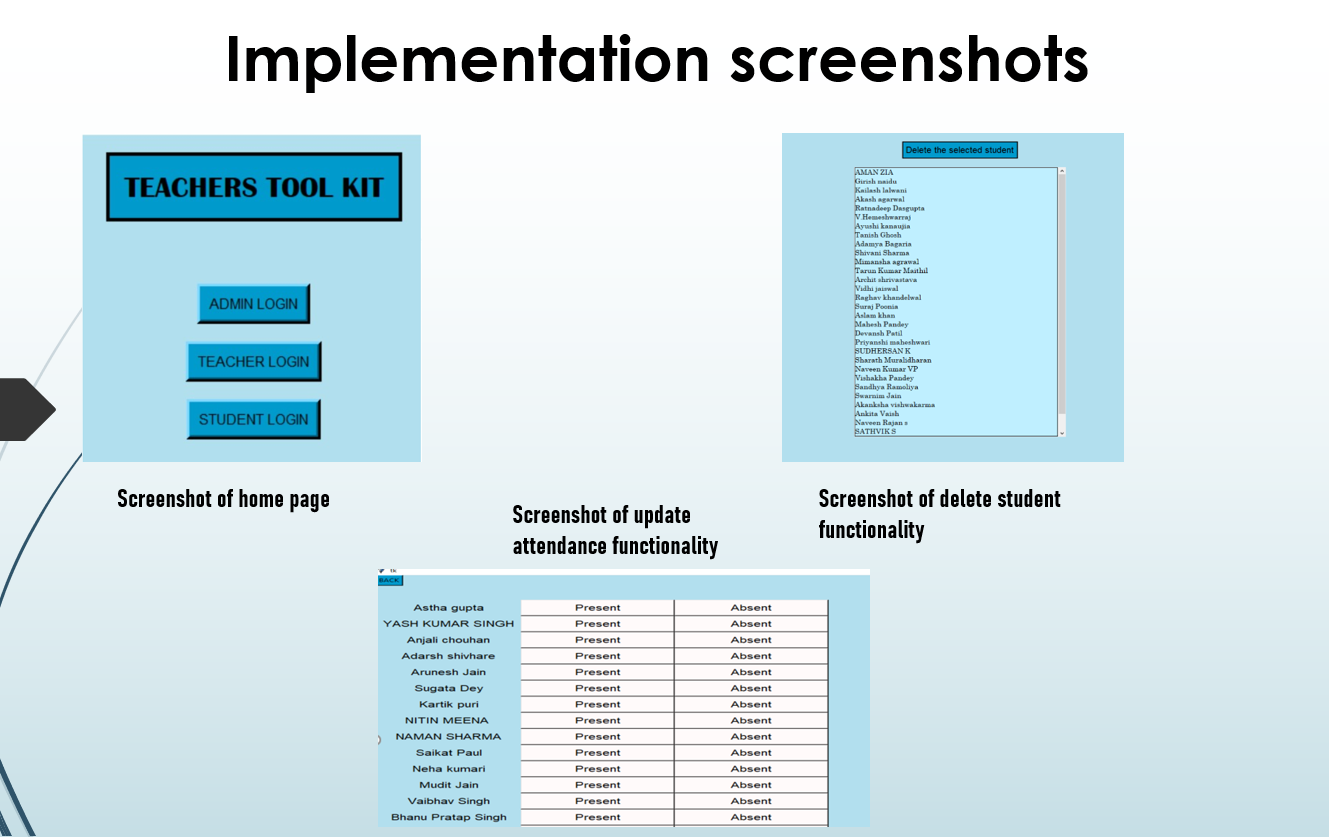 Implementation screenshots
TEACHERS TOOL KIT
ADMIN LOGIN
TEACHER LOGIN
STUDENT LOGIN
Screenshot of home page
Delete the selected student
AMAN ZIA
Girish naidu
Kailash lalwani
Akash agarwal
Ratnadeep Dasgupta
V.Hemeshwarraj
Ayushi kanaujia
Tanish Ghosh
Adamya Bagaria
Shivani Sharma
Mimansha agrawal
Tarun Kumar Maithil
Archit shrivastava
Vidhi jaiswal
Raghav khandelwal
Suraj Poonia
Aslam khan
Mahesh Pandey
Devansh Patil
Priyanshi maheshwari
SUDHERSAN K
Sharath Muralidharan
Naveen Kumar VP
Vishakha Pandey
Sandhya Ramoliya
Swarnim Jain
Akanksha vishwakarma
Ankita Vaish
Naveen Rajan s
SATHVIK S
Screenshot of delete student
functionality
Screenshot of update
attendance functionality
BACK
Astha gupta Present Absent
YASH KUMAR SINGH Present Absent
Anjali chouhan Present Absent
Adarsh shivhare Present Absent
Arunesh Jain Present Absent
Sugata Dey Present Absent
Kartik puri Present Absent
NITIN MEENA Present Absent
NAMAN SHARMA Present Absent
Saikat Paul Present Absent
Neha kumari Present Absent
Mudit Jain Present Absent
Vaibhav Singh Present Absent
Bhanu Pratap Singh Present Absent